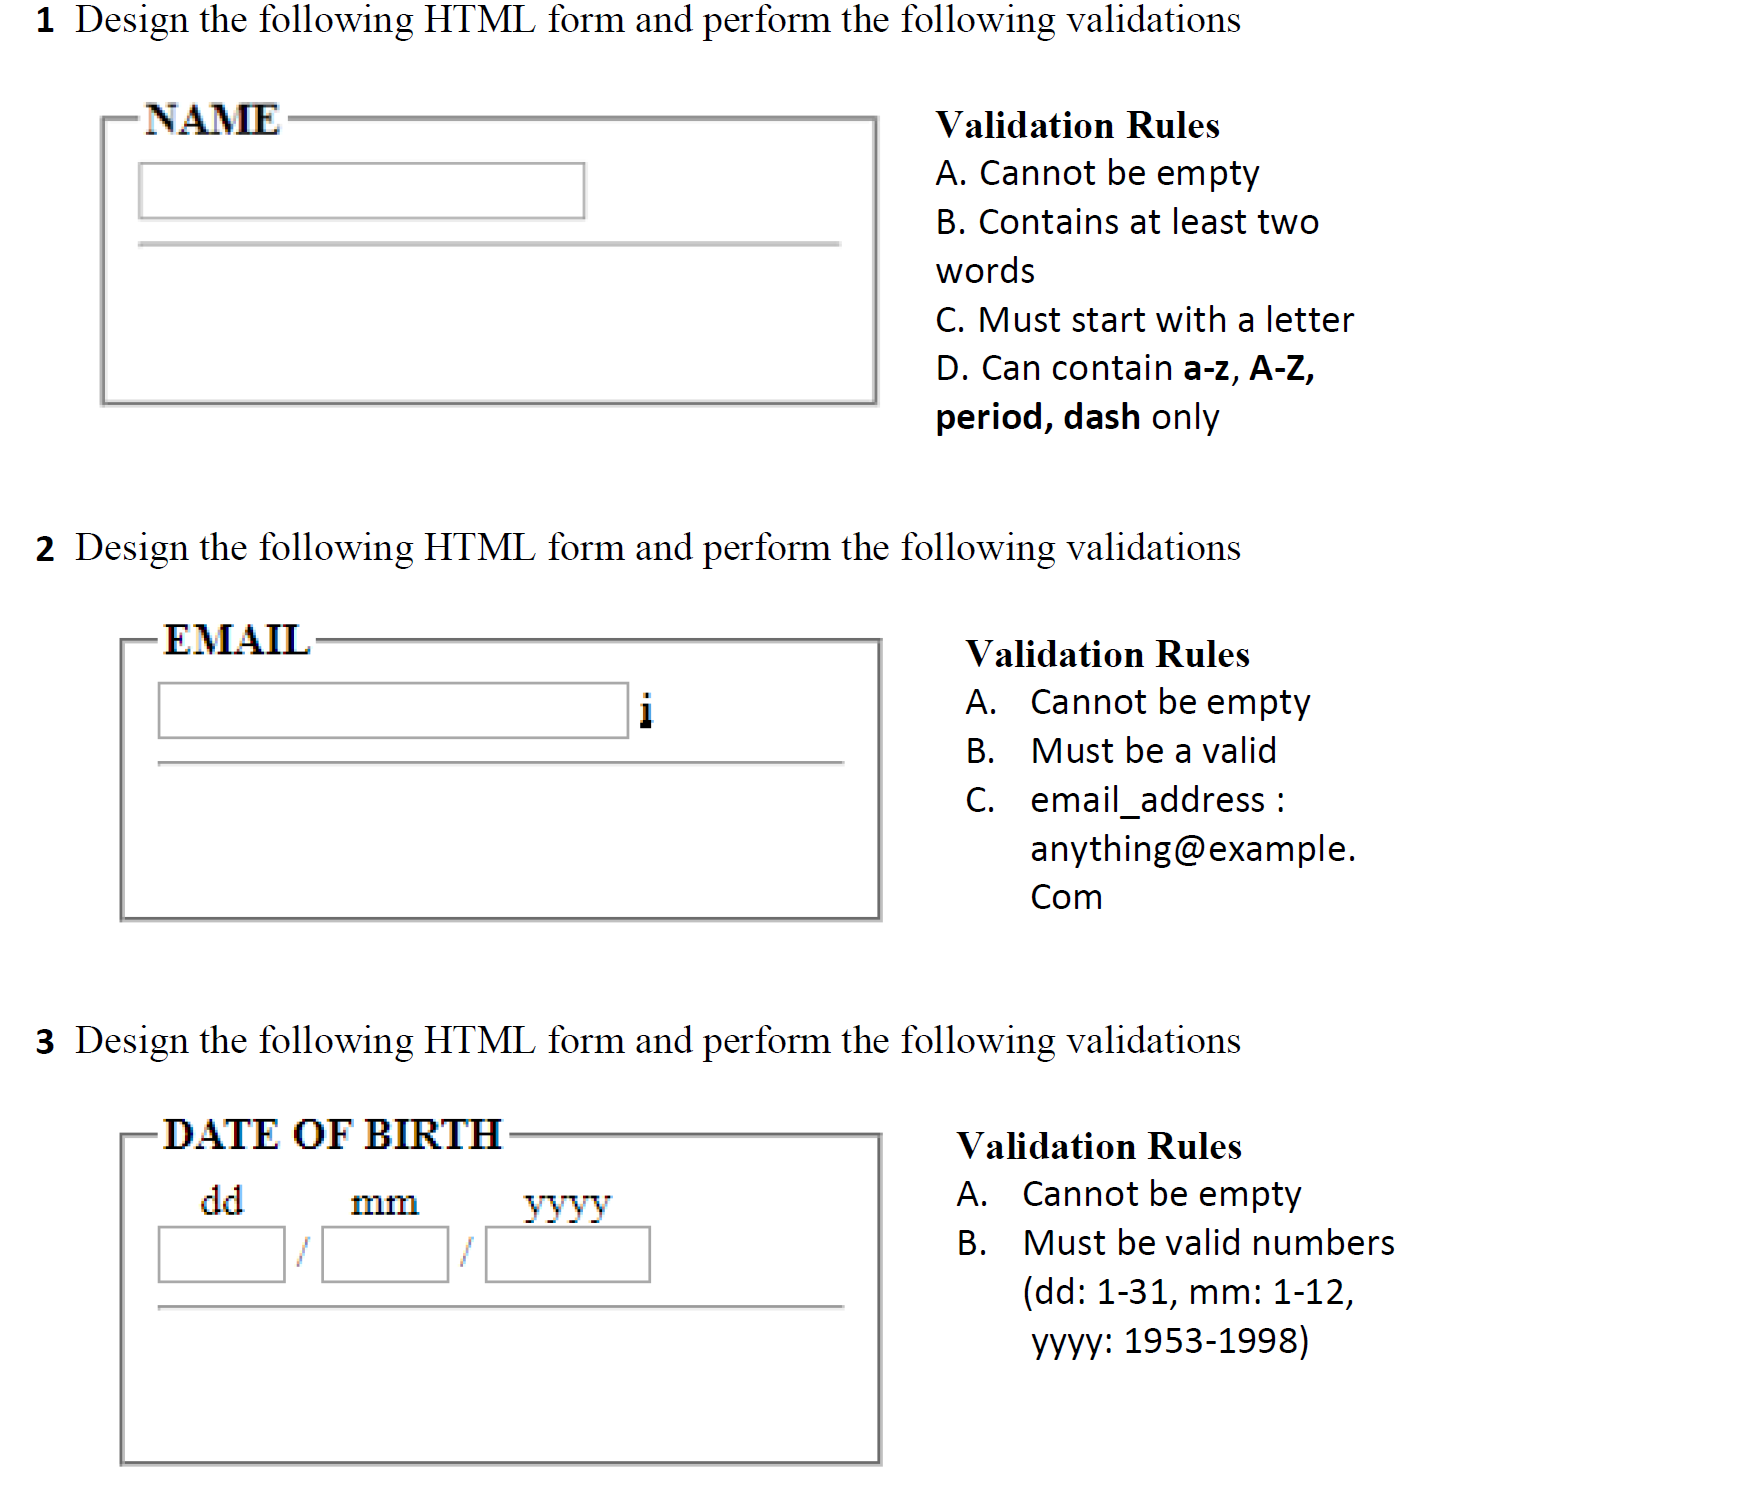 1 Design the following HTML form and perform the following validations
NAME
Validation Rules
A. Cannot be empty
B. Contains at least two
words
C. Must start with a letter
D. Can contain a-z, A-Z,
period, dash only
2 Design the following HTML form and perform the following validations
EMAIL
i
Validation Rules
A. Cannot be empty
B. Must be a valid
C. email_address :
anything@example.
Com
3 Design the following HTML form and perform the following validations
DATE OF BIRTH
dd mm yyyy
/ /
Validation Rules
A. Cannot be empty
B. Must be valid numbers
(dd: 1-31, mm: 1-12,
yyyy: 1953-1998)